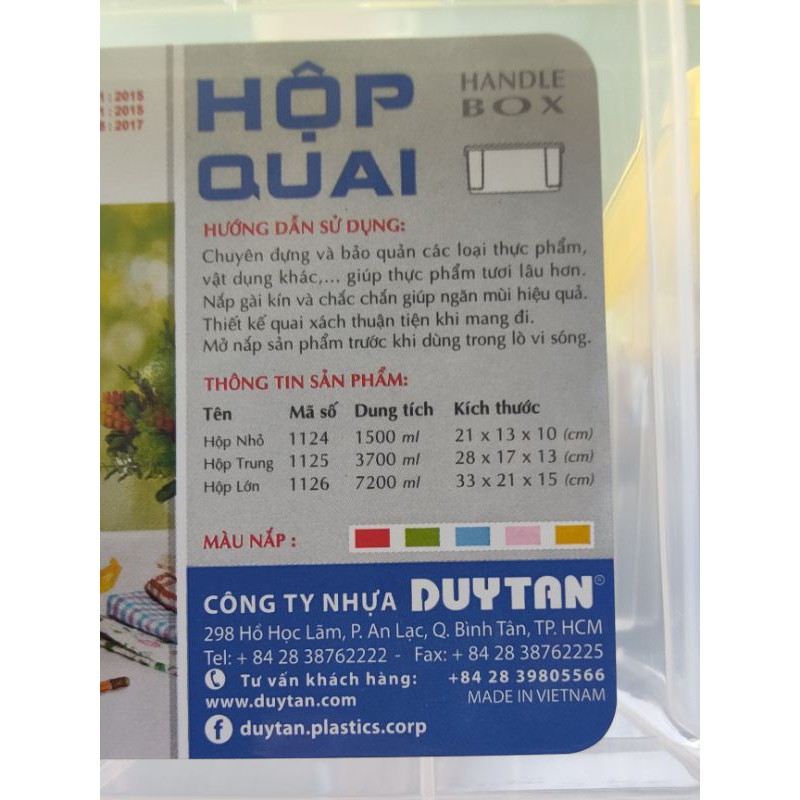 : 2015
: 2015
: 2017
HỘP
QUAI
HANDLE
BOX
HƯỚNG DẪN SỬ DỤNG:
Chuyên đựng và bảo quản các loại thực phẩm,
vật dụng khác,... giúp thực phẩm tươi lâu hơn.
Nắp gài kín và chắc chắn giúp ngăn mùi hiệu quả.
Thiết kế quai xách thuận tiện khi mang đi.
Mở nắp sản phẩm trước khi dùng trong lò vi sóng.
THÔNG TIN SẢN PHẨM:
Tên Mã số Dung tích Kích thước
Hộp Nhỏ 1124 1500 ml 21 x 13 x 10 (cm)
Hộp Trung 1125 3700 ml 28 x 17 x 13 (cm)
Hộp Lớn 1126 7200 ml 33 x 21 x 15 (cm)
MÀU NẮP :
CÔNG TY NHỰA DUYTAN®
298 Hồ Học Lãm, P. An Lạc, Q. Bình Tân, TP. HCM
Tel: + 84 28 38762222 - Fax: + 84 28 38762225
Tư vấn khách hàng: +84 28 39805566
www.duytan.com MADE IN VIETNAM
duytan.plastics.corp